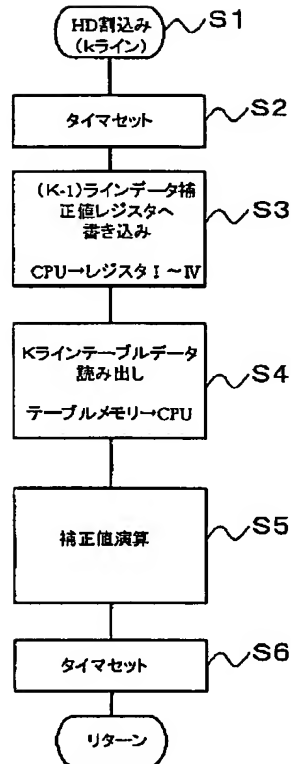 HD割込み
(kライン)
S1
タイマセット
S2
(K-1)ラインデータ補
正値レジスタへ
書き込み
CPU→レジスタⅠ～Ⅳ
S3
Kラインテーブルデータ
読み出し
テーブルメモリ→CPU
S4
補正値演算
S5
タイマセット
S6
リターン